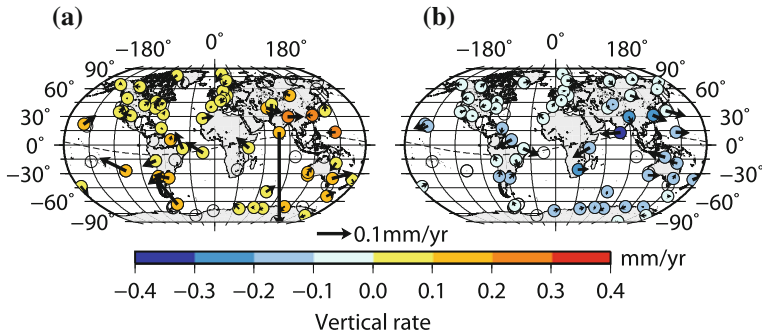 (a) (b)
−180° 0° 180° −180° 0° 180°
90° 90°
60° 60°
30° 30°
0° 0°
−30° −30°
−60° −60°
−90° −90°
0.1mm/yr
mm/yr
−0.4 −0.3 −0.2 −0.1 0.0 0.1 0.2 0.3 0.4
Vertical rate